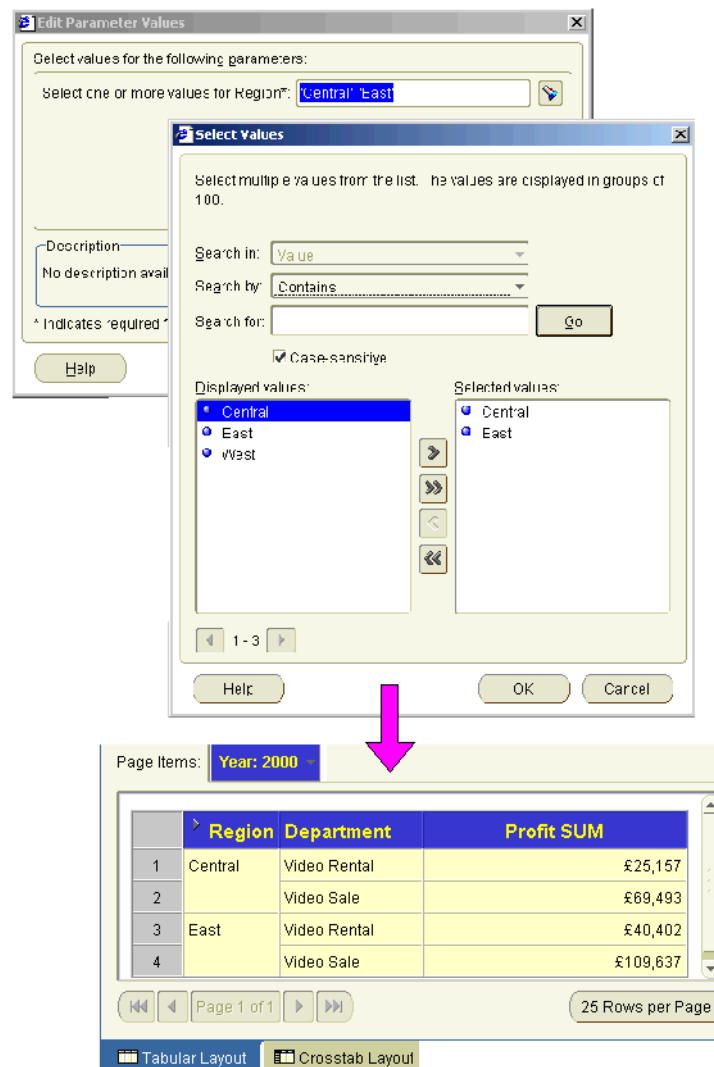 Edit Parameter Values
Select values for the following parameters:
Select one or more values for Region*: 'Central' 'East'
Select Values
Select multiple values from the list. The values are displayed in groups of
100.
Description
No description avail
Search in: Value
Search by: Contains
Search for: Go
* Indicates required
Case-sensitive
Help
Displayed values: Selected values:
Central Central
East East
West
1 - 3
Help OK Cancel
Page Items: Year: 2000
Region Department Profit SUM
1 Central Video Rental £25,157
2 Video Sale £69,493
3 East Video Rental £40,402
4 Video Sale £109,637
Page 1 of 1 25 Rows per Page
Tabular Layout Crosstab Layout